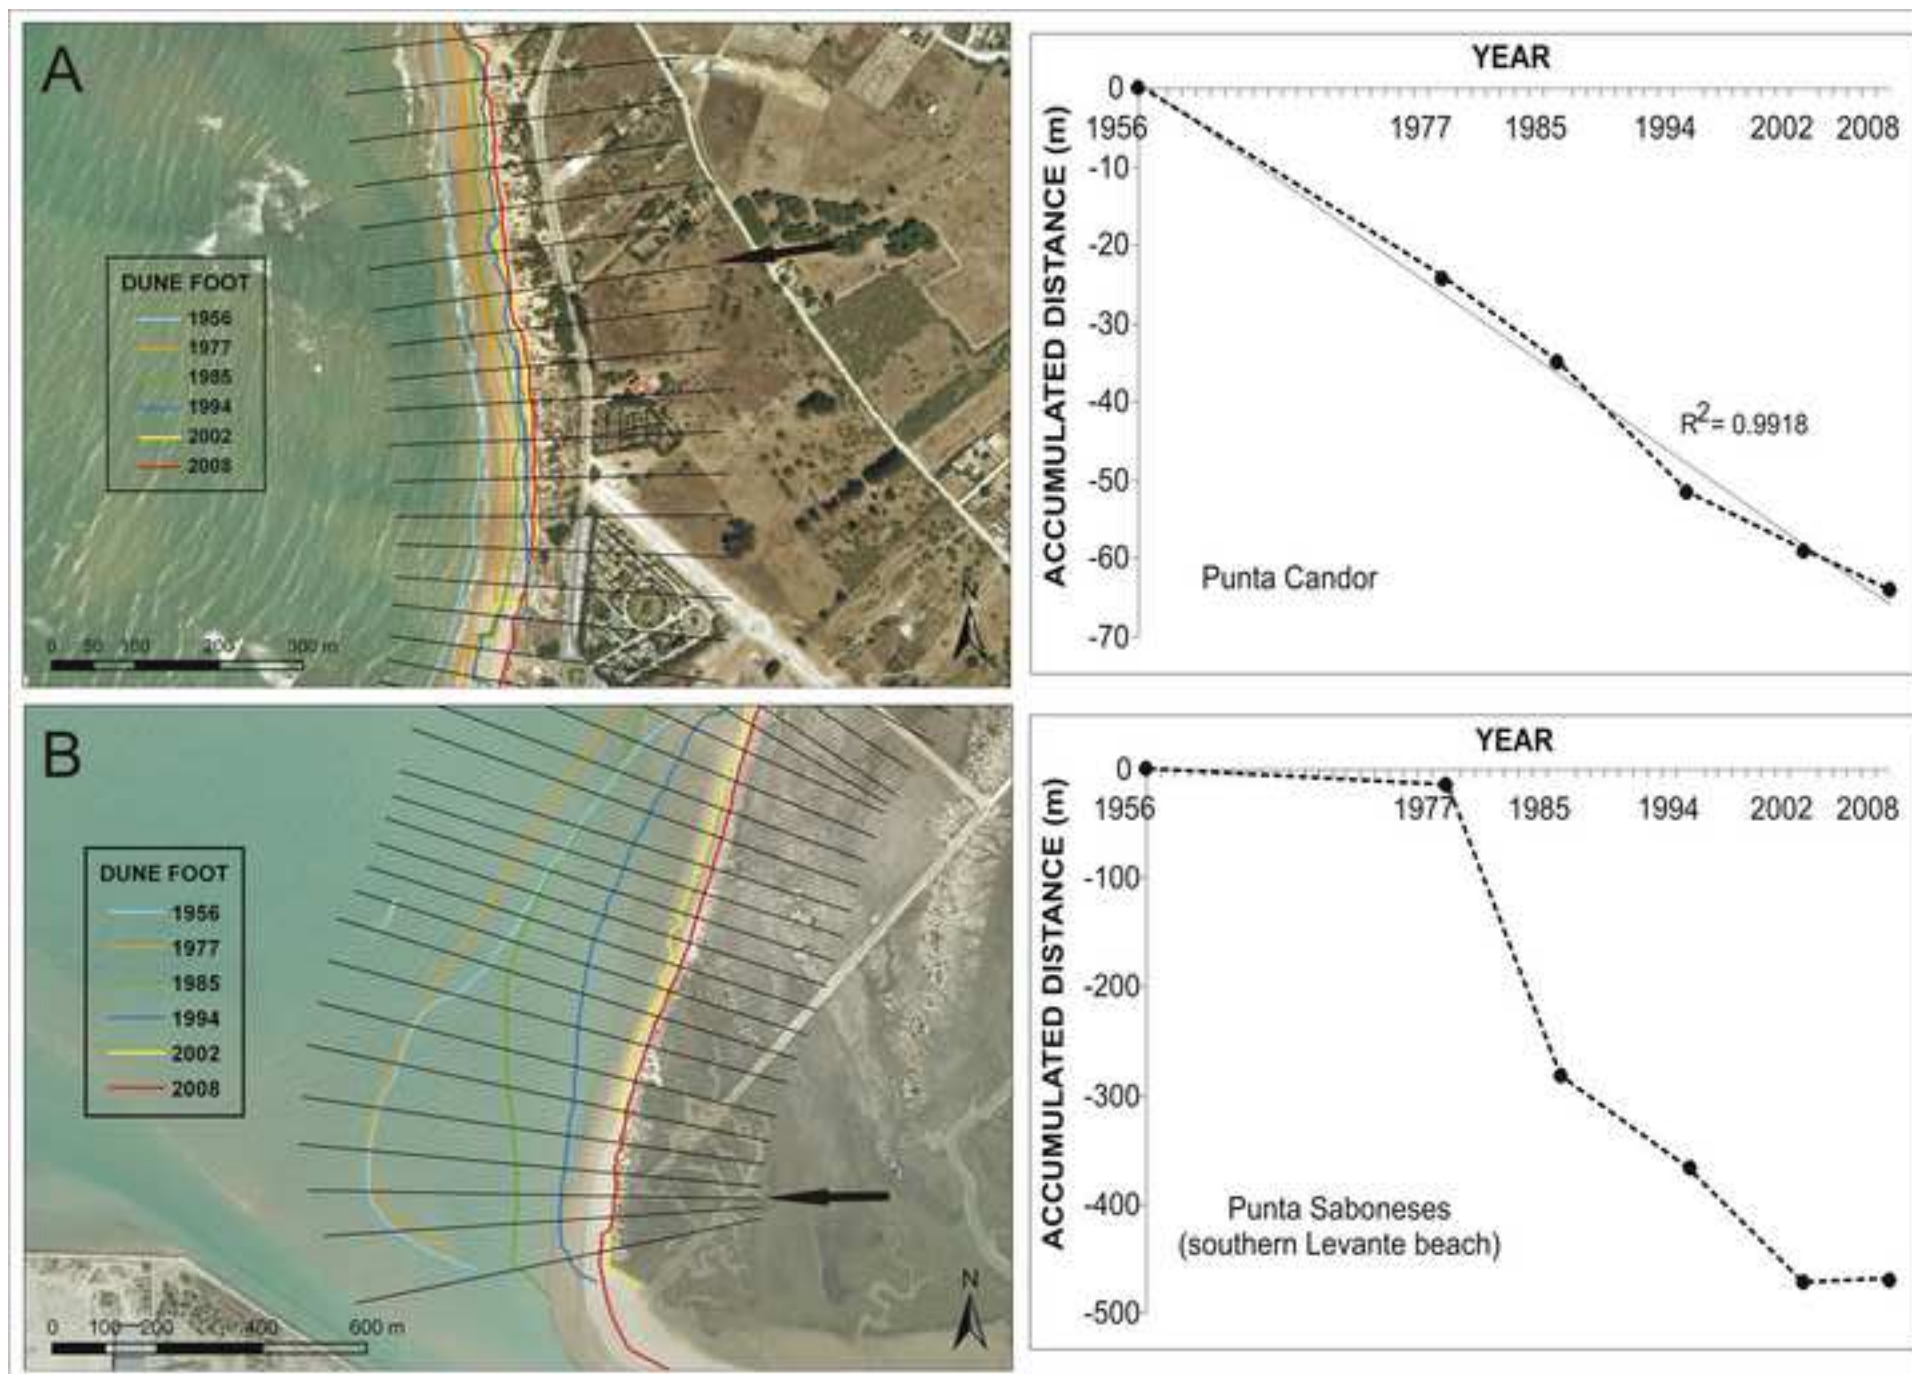 A
DUNE FOOT
1956
1977
1985
1994
2002
2008
0 50 100 200 300 m
N
YEAR
ACCUMULATED DISTANCE (m)
0
-10
-20
-30
-40
-50
-60
-70
1956 1977 1985 1994 2002 2008
R2= 0.9918
Punta Candor
B
DUNE FOOT
1956
1977
1985
1994
2002
2008
0 100 200 400 600 m
N
YEAR
ACCUMULATED DISTANCE (m)
0
-100
-200
-300
-400
-500
1956 1977 1985 1994 2002 2008
Punta Saboneses
(southern Levante beach)